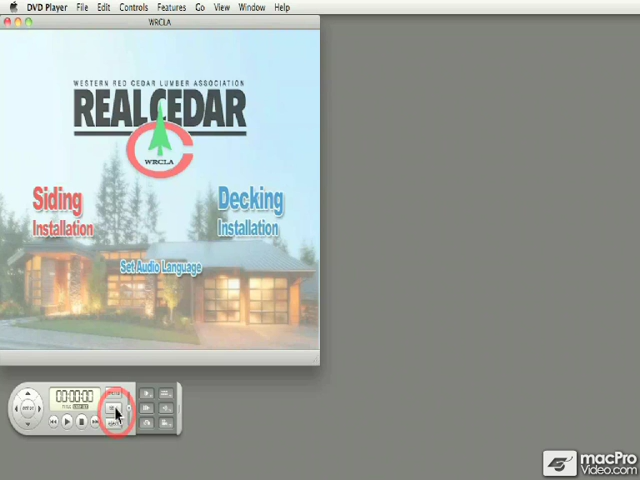 DVD Player File Edit Controls Features Go View Window Help
WRCLA
WESTERN RED CEDAR LUMBER ASSOCIATION
REAL CEDAR
WRCLA
Siding
Installation
Decking
Installation
Set Audio Language
00:00:00
macPro
Video.com